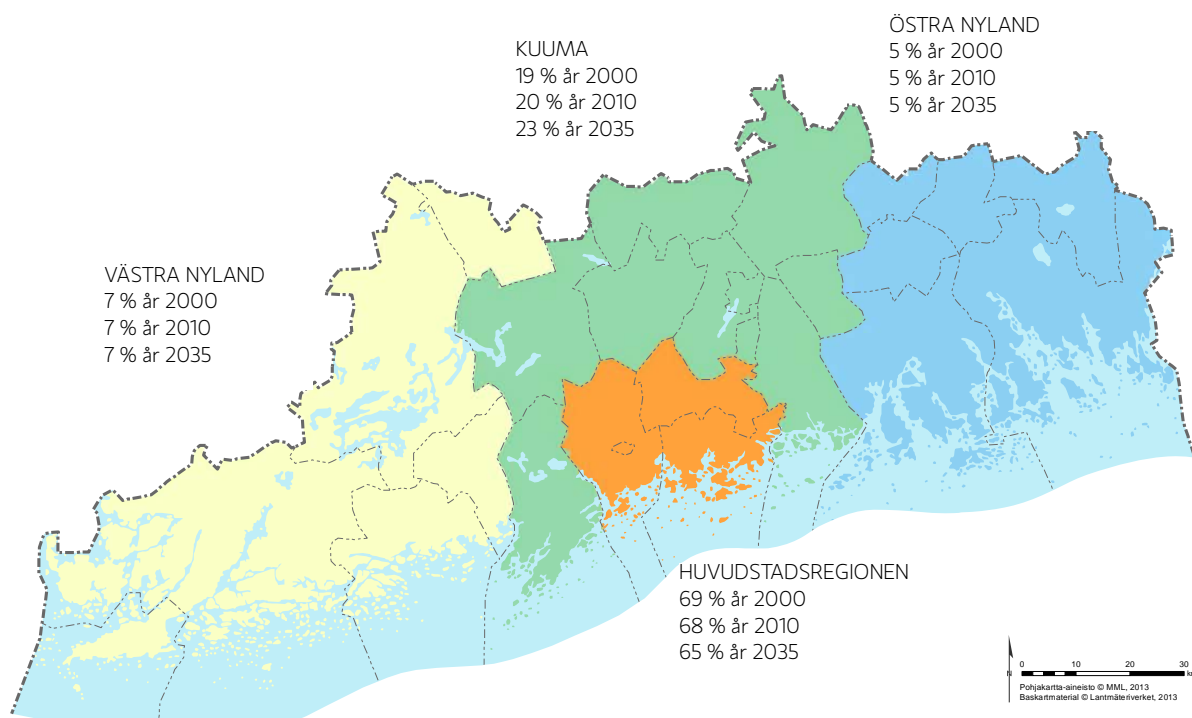 KUUMA
19 % år 2000
20 % år 2010
23 % år 2035
ÖSTRA NYLAND
5 % år 2000
5 % år 2010
5 % år 2035
VÄSTRA NYLAND
7 % år 2000
7 % år 2010
7 % år 2035
HUVUDSTADSREGIONEN
69 % år 2000
68 % år 2010
65 % år 2035
N
0 10 20 30
Pohjakartta-aineisto © MML, 2013
Baskartmaterial © Lantmäteriverket, 2013